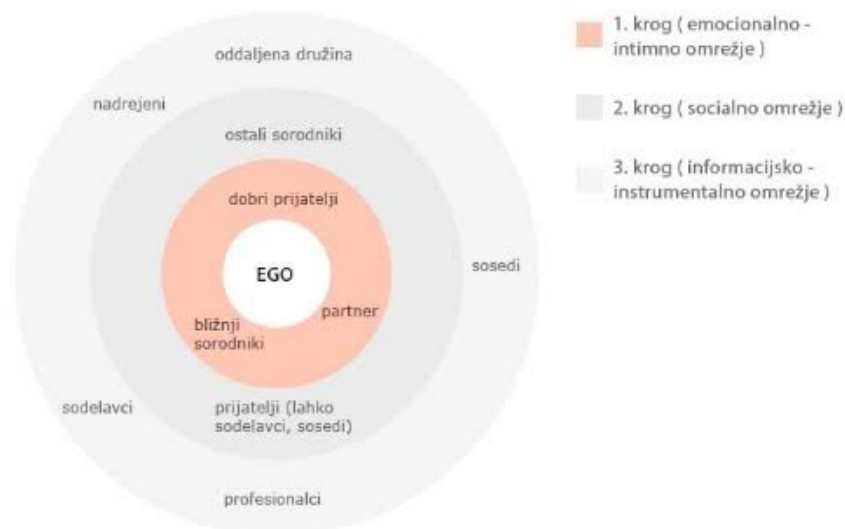 oddaljena družina
nadrejeni
ostali sorodniki
dobri prijatelji
EGO
sosedi
partner
bližnji
sorodniki
sodelavci
prijatelji (lahko
sodelavci, sosedi)
profesionalci
1. krog ( emocionalno -
intimno omrežje )
2. krog ( socialno omrežje )
3. krog ( informacijsko -
instrumentalno omrežje )